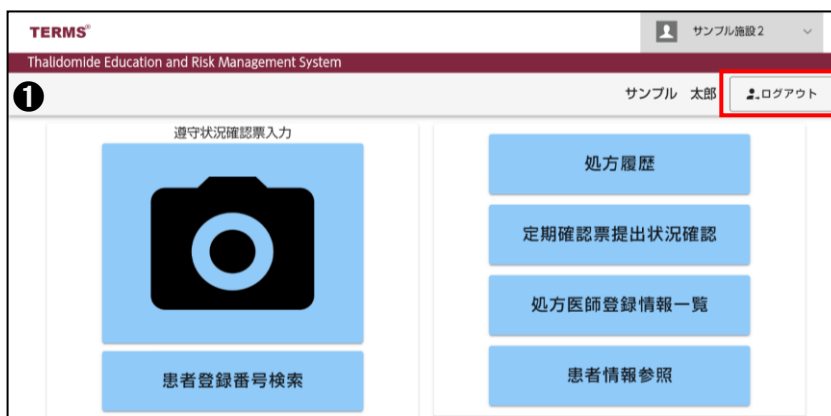 TERMS®
サンプル施設2
Thalidomide Education and Risk Management System
❶
サンプル 太郎
ログアウト
遵守状況確認票入力
患者登録番号検索
処方履歴
定期確認票提出状況確認
処方医師登録情報一覧
患者情報参照